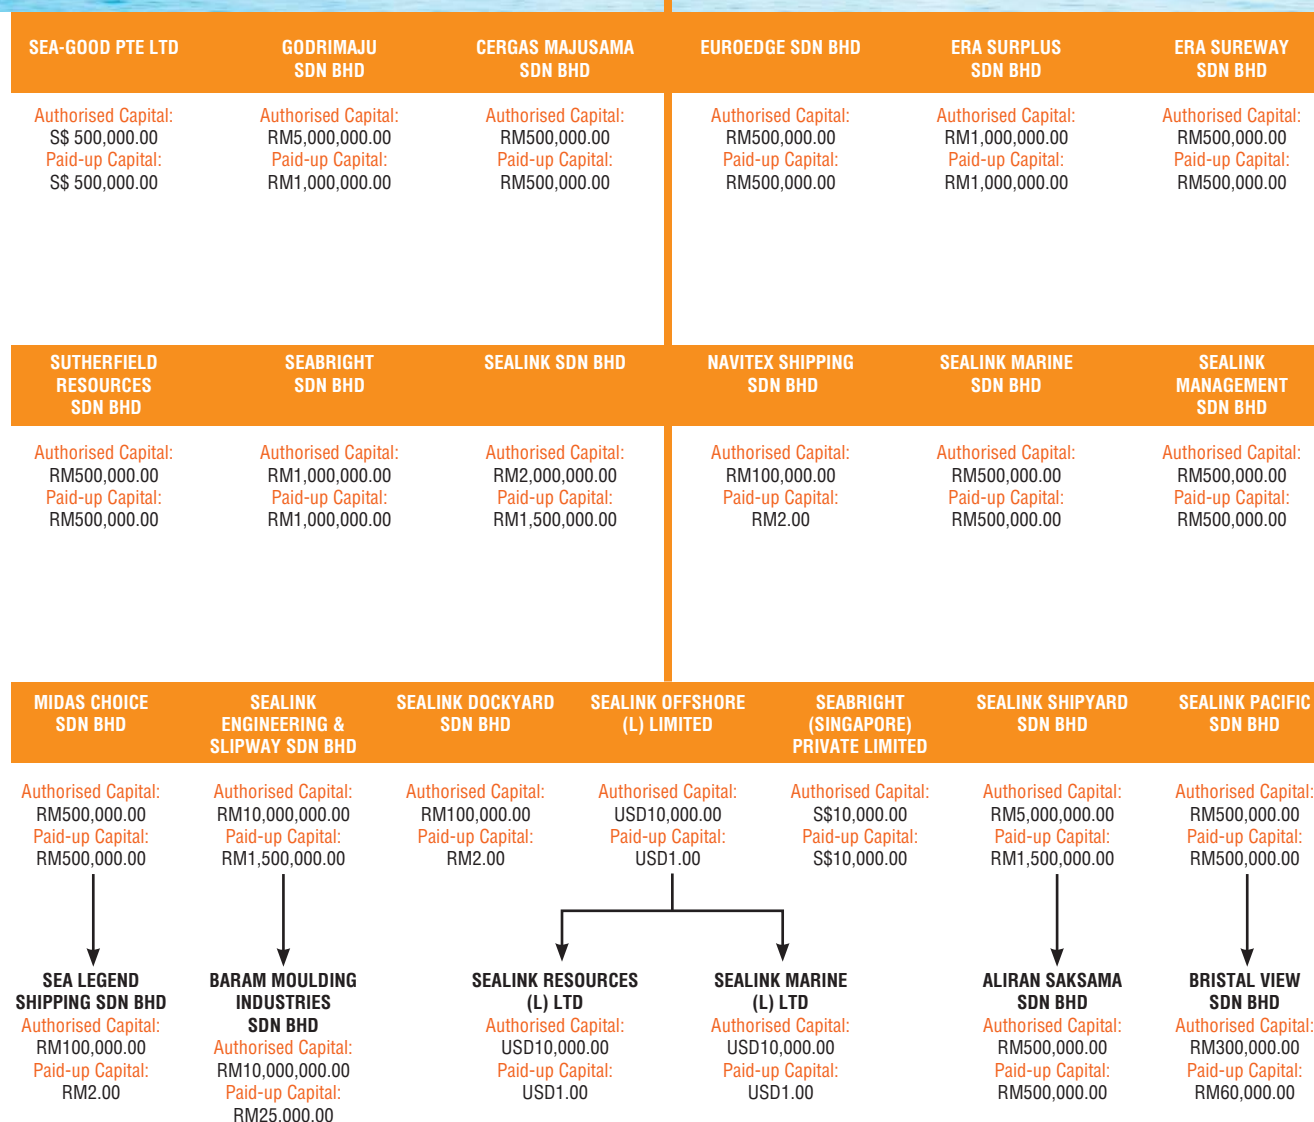 SEA-GOOD PTE LTD
Authorised Capital:
S$ 500,000.00
Paid-up Capital:
S$ 500,000.00
GODRIMAJU
SDN BHD
Authorised Capital:
RM5,000,000.00
Paid-up Capital:
RM1,000,000.00
CERGAS MAJUSAMA
SDN BHD
Authorised Capital:
RM500,000.00
Paid-up Capital:
RM500,000.00
EUROEDGE SDN BHD
Authorised Capital:
RM500,000.00
Paid-up Capital:
RM500,000.00
ERA SURPLUS
SDN BHD
Authorised Capital:
RM1,000,000.00
Paid-up Capital:
RM1,000,000.00
ERA SUREWAY
SDN BHD
Authorised Capital:
RM500,000.00
Paid-up Capital:
RM500,000.00
SUTHERFIELD
RESOURCES
SDN BHD
Authorised Capital:
RM500,000.00
Paid-up Capital:
RM500,000.00
SEABRIGHT
SDN BHD
Authorised Capital:
RM1,000,000.00
Paid-up Capital:
RM1,000,000.00
SEALINK SDN BHD
Authorised Capital:
RM2,000,000.00
Paid-up Capital:
RM1,500,000.00
NAVITEX SHIPPING
SDN BHD
Authorised Capital:
RM100,000.00
Paid-up Capital:
RM2.00
SEALINK MARINE
SDN BHD
Authorised Capital:
RM500,000.00
Paid-up Capital:
RM500,000.00
SEALINK
MANAGEMENT
SDN BHD
Authorised Capital:
RM500,000.00
Paid-up Capital:
RM500,000.00
MIDAS CHOICE
SDN BHD
Authorised Capital:
RM500,000.00
Paid-up Capital:
RM500,000.00
SEALINK
ENGINEERING &
SLIPWAY SDN BHD
Authorised Capital:
RM10,000,000.00
Paid-up Capital:
RM1,500,000.00
SEALINK DOCKYARD
SDN BHD
Authorised Capital:
RM100,000.00
Paid-up Capital:
RM2.00
SEALINK OFFSHORE
(L) LIMITED
Authorised Capital:
USD10,000.00
Paid-up Capital:
USD1.00
SEABRIGHT
(SINGAPORE)
PRIVATE LIMITED
Authorised Capital:
S$10,000.00
Paid-up Capital:
S$10,000.00
SEALINK SHIPYARD
SDN BHD
Authorised Capital:
RM5,000,000.00
Paid-up Capital:
RM1,500,000.00
SEALINK PACIFIC
SDN BHD
Authorised Capital:
RM500,000.00
Paid-up Capital:
RM500,000.00
SEA LEGEND
SHIPPING SDN BHD
Authorised Capital:
RM100,000.00
Paid-up Capital:
RM2.00
BARAM MOULDING
INDUSTRIES
SDN BHD
Authorised Capital:
RM10,000,000.00
Paid-up Capital:
RM25,000.00
SEALINK RESOURCES
(L) LTD
Authorised Capital:
USD10,000.00
Paid-up Capital:
USD1.00
SEALINK MARINE
(L) LTD
Authorised Capital:
USD10,000.00
Paid-up Capital:
USD1.00
ALIRAN SAKSAMA
SDN BHD
Authorised Capital:
RM500,000.00
Paid-up Capital:
RM500,000.00
BRISTAL VIEW
SDN BHD
Authorised Capital:
RM300,000.00
Paid-up Capital:
RM60,000.00